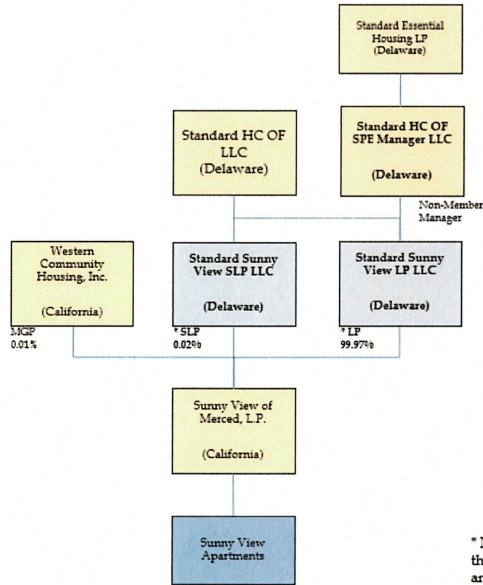 Standard Essential
Housing LP
(Delaware)
Standard HC OF
LLC
(Delaware)
Standard HC OF
SPE Manager LLC
(Delaware)
Non-Member
Manager
Western
Community
Housing, Inc.
(California)
Standard Sunny
View SLP LLC
(Delaware)
Standard Sunny
View LP LLC
(Delaware)
MGP
0.01%
* SLP
0.02%
* LP
99.97%
Sunny View of
Merced, L.P.
(California)
Sunny View
Apartments
*
th
ar